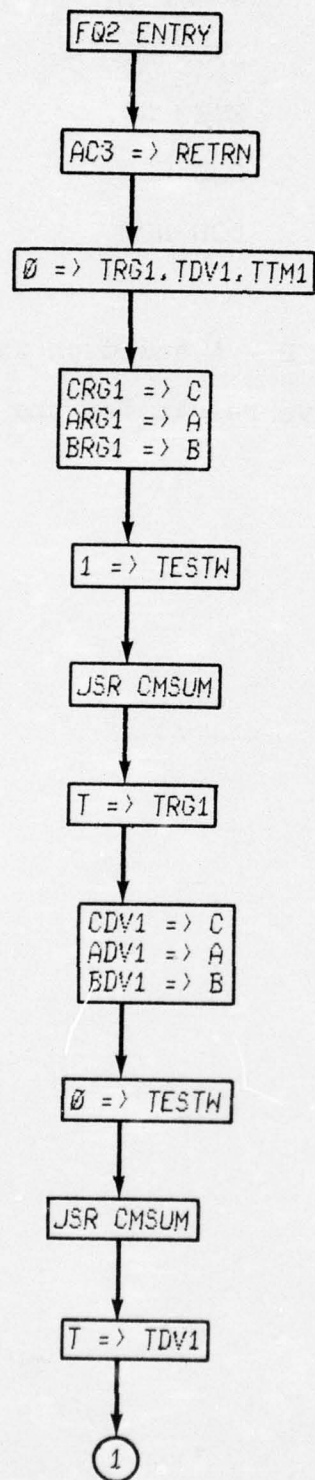 FQ2 ENTRY
AC3 => RETRN
Ø => TRG1,TDV1,TTM1
CRG1 => C
ARG1 => A
BRG1 => B
1 => TESTW
JSR CMSUM
T => TRG1
CDV1 => C
ADV1 => A
BDV1 => B
Ø => TESTW
JSR CMSUM
T => TDV1
1